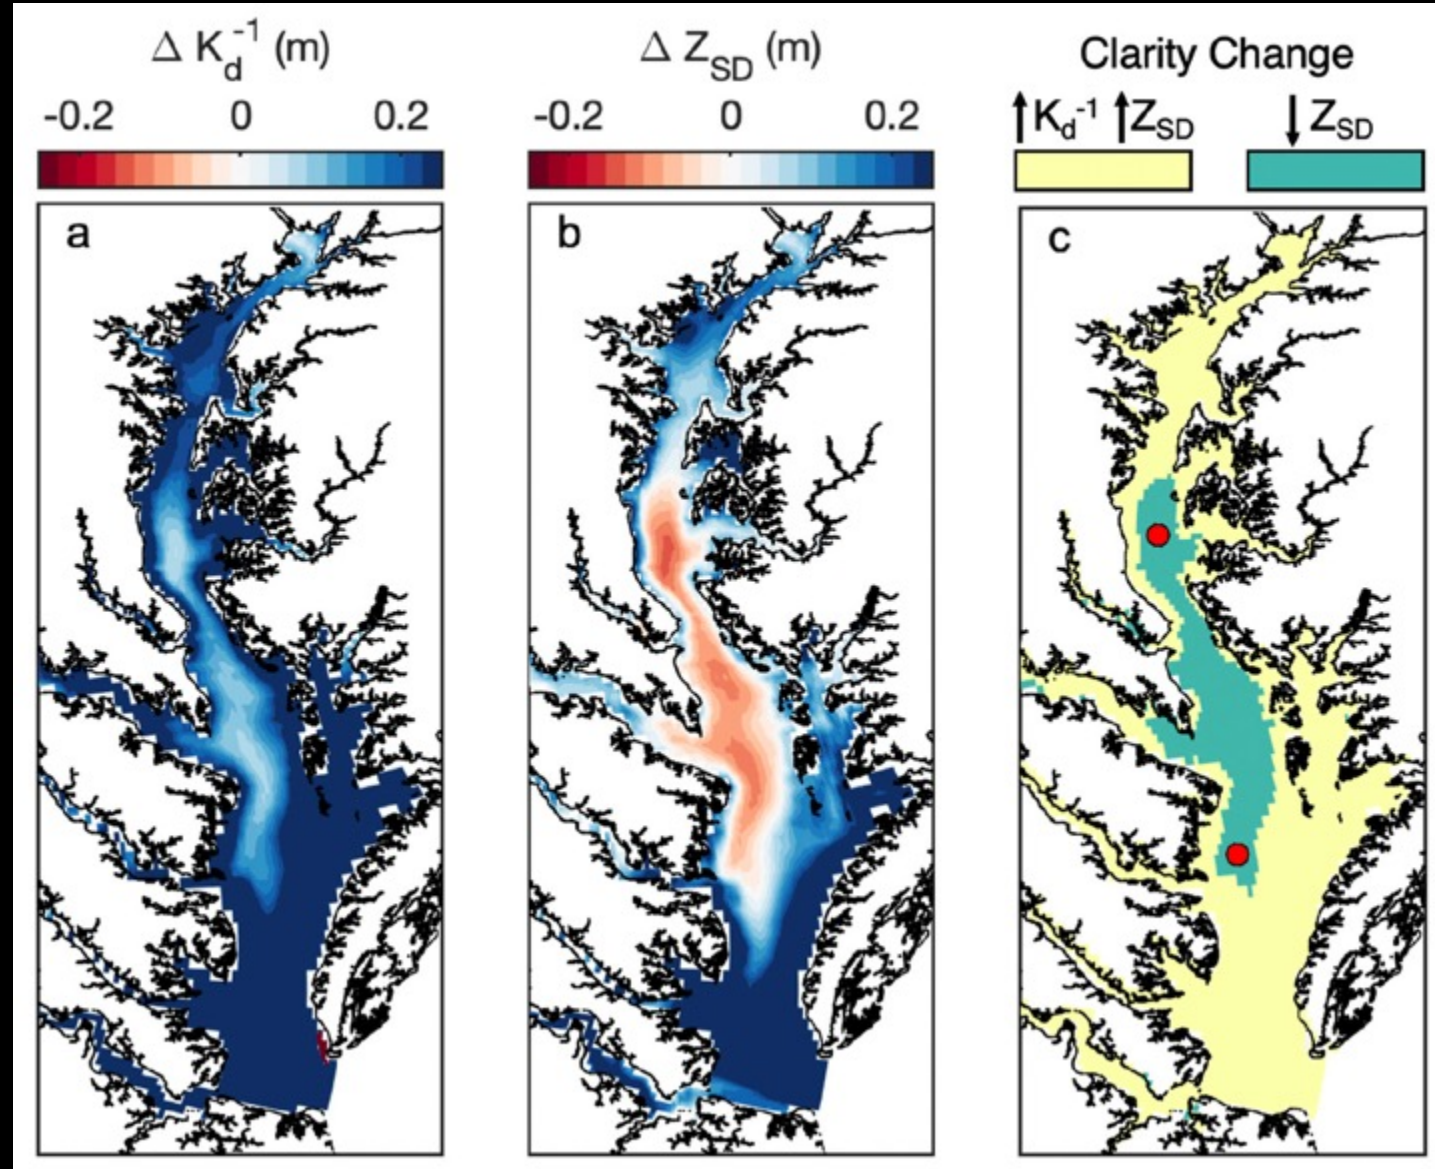 Δ K_d^-1 (m)
-0.2 0 0.2
a
Δ Z_SD (m)
-0.2 0 0.2
b
Clarity Change
↑K_d^-1 ↑Z_SD ↓ Z_SD
c